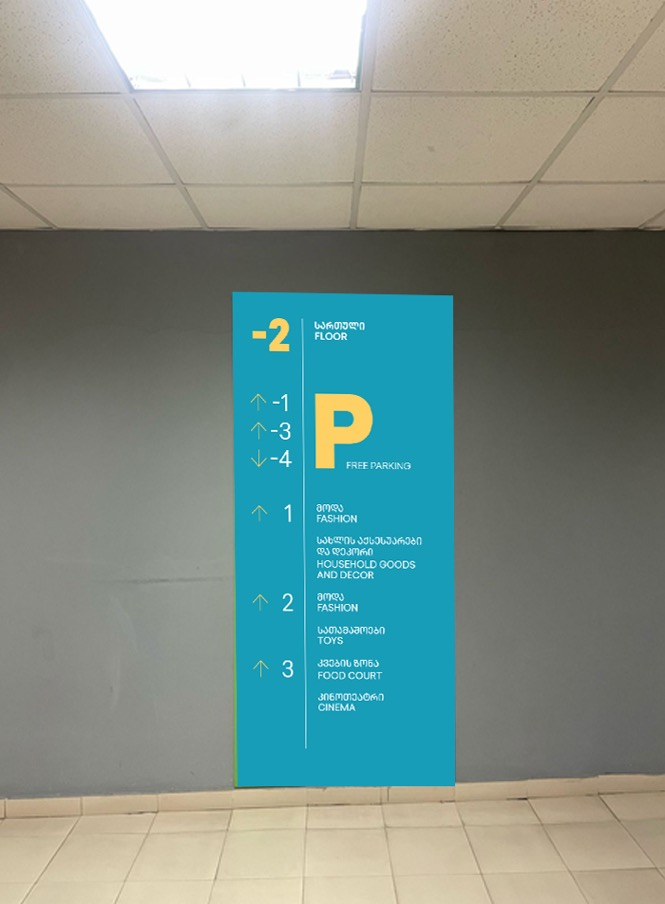 -2
სართული
FLOOR
↑ -1
↑ -3
↓ -4
P
FREE PARKING
↑ 1
მოდა
FASHION
სახლის აქსესუარები
და დეკორი
HOUSEHOLD GOODS
AND DECOR
↑ 2
მოდა
FASHION
სათამაშოები
TOYS
↑ 3
კვების ზონა
FOOD COURT
კინოთეატრი
CINEMA